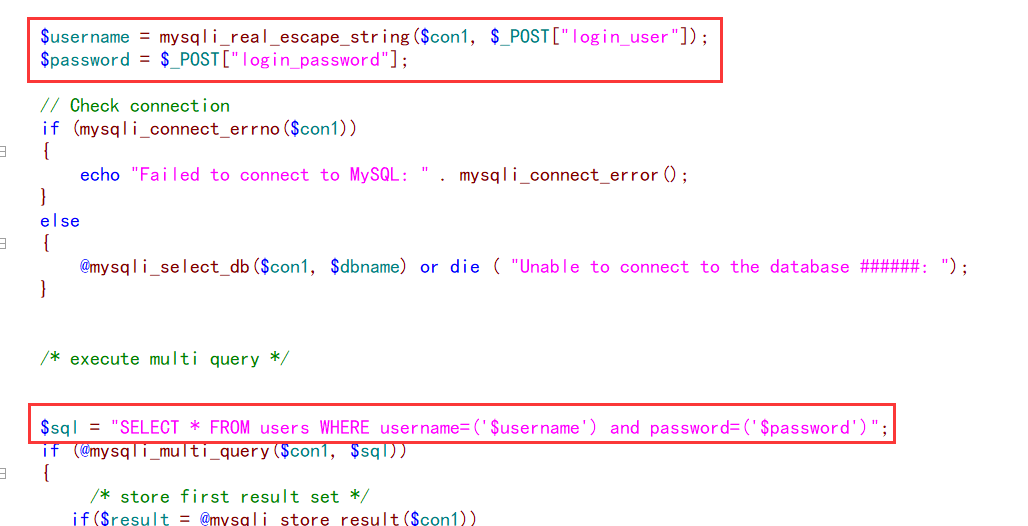 $username = mysqli_real_escape_string($con1, $_POST["login_user"]);
$password = $_POST["login_password"];
// Check connection
if (mysqli_connect_errno($con1))
{
echo "Failed to connect to MySQL: " . mysqli_connect_error();
}
else
{
@mysqli_select_db($con1, $dbname) or die ( "Unable to connect to the database ######: ");
}
/* execute multi query */
$sql = "SELECT * FROM users WHERE username=('$username') and password=('$password')";
if (@mysqli_multi_query($con1, $sql))
{
/* store first result set */
if($result = @mysqli_store_result($con1))